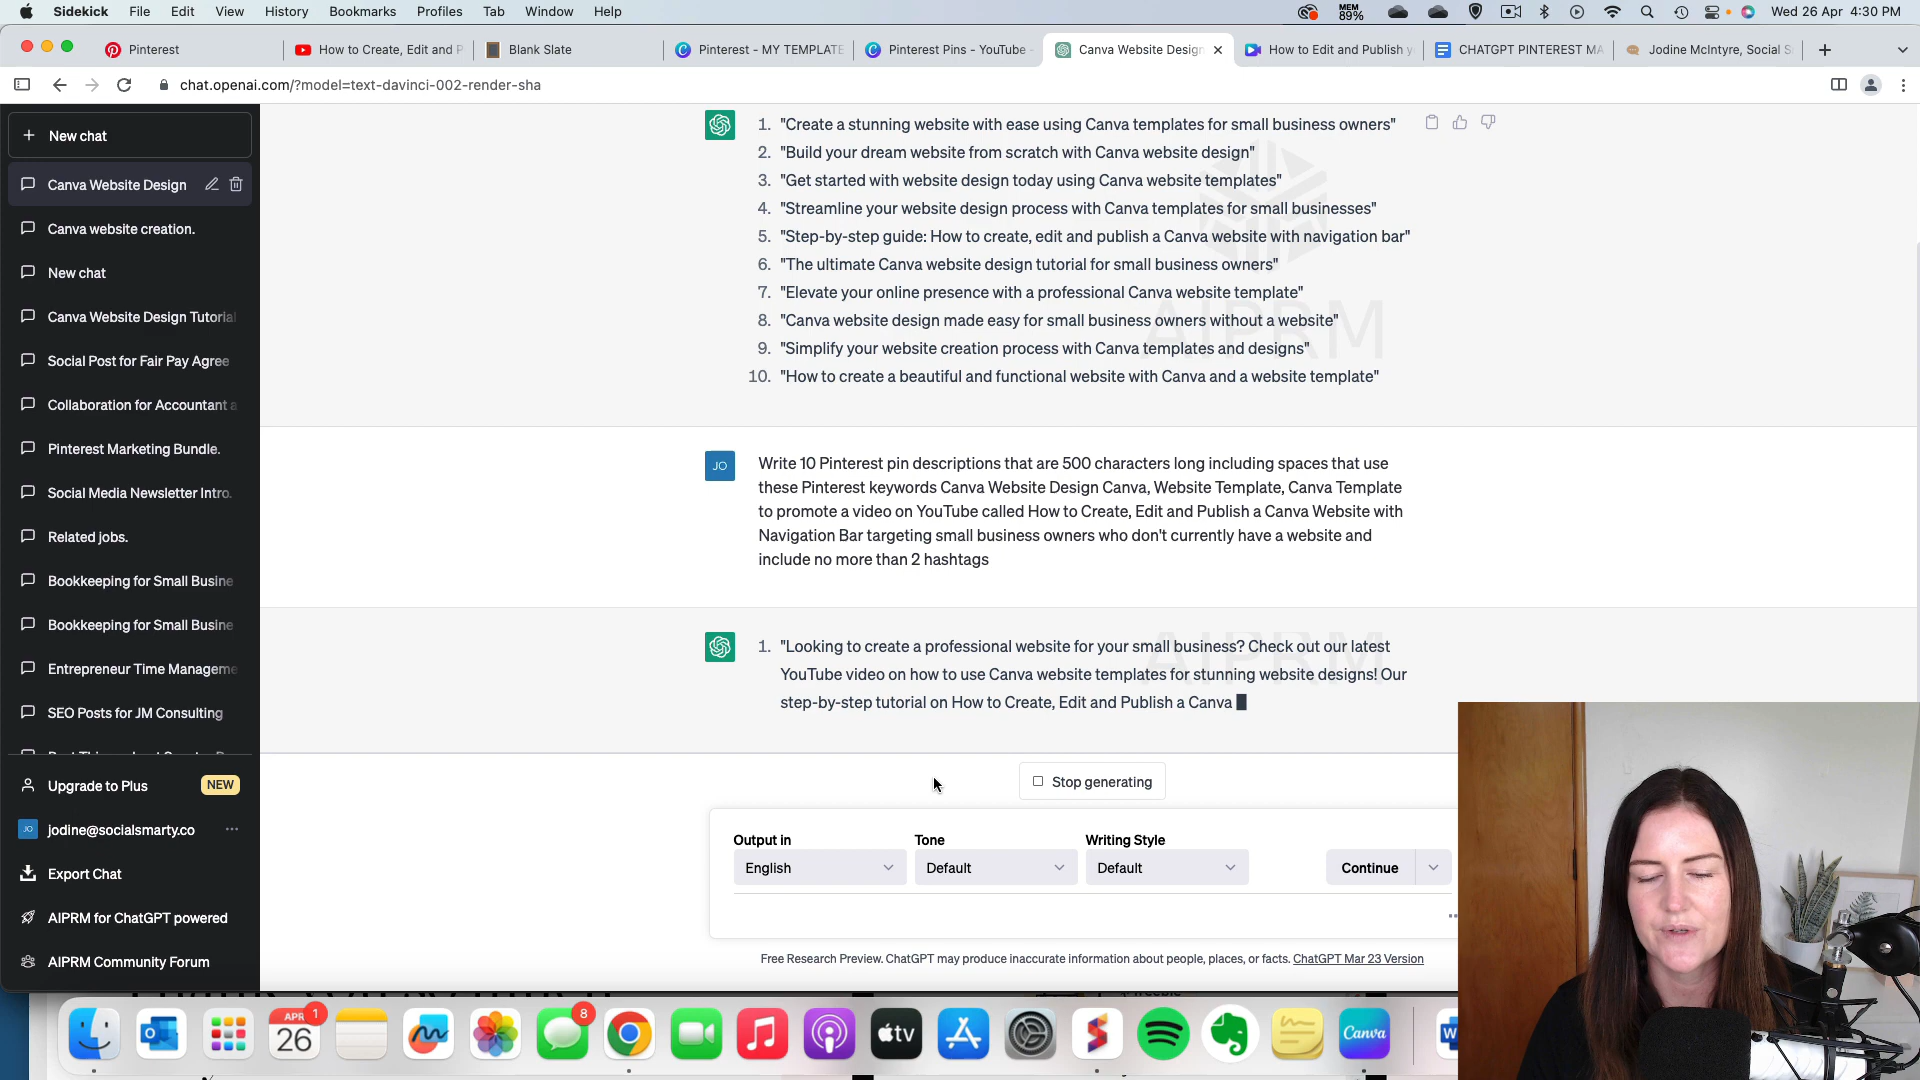 Sidekick File Edit View History Bookmarks Profiles Tab Window Help
MEM 89% Wed 26 Apr 4:30 PM
Pinterest
How to Create, Edit and P
Blank Slate
Pinterest - MY TEMPLATE
Pinterest Pins - YouTube -
Canva Website Design
How to Edit and Publish y
CHATGPT PINTEREST MA
Jodine McIntyre, Social S
chat.openai.com/?model=text-davinci-002-render-sha
New chat
Canva Website Design
Canva website creation.
New chat
Canva Website Design Tutorial
Social Post for Fair Pay Agree
Collaboration for Accountant a
Pinterest Marketing Bundle.
Social Media Newsletter Intro.
Related jobs.
Bookkeeping for Small Busine
Bookkeeping for Small Busine
Entrepreneur Time Manageme
SEO Posts for JM Consulting
Upgrade to Plus NEW
JO jodine@socialsmarty.co
Export Chat
AIPRM for ChatGPT powered
AIPRM Community Forum
1. "Create a stunning website with ease using Canva templates for small business owners"
2. "Build your dream website from scratch with Canva website design"
3. "Get started with website design today using Canva website templates"
4. "Streamline your website design process with Canva templates for small businesses"
5. "Step-by-step guide: How to create, edit and publish a Canva website with navigation bar"
6. "The ultimate Canva website design tutorial for small business owners"
7. "Elevate your online presence with a professional Canva website template"
8. "Canva website design made easy for small business owners without a website"
9. "Simplify your website creation process with Canva templates and designs"
10. "How to create a beautiful and functional website with Canva and a website template"
AIPRM
JO
Write 10 Pinterest pin descriptions that are 500 characters long including spaces that use
these Pinterest keywords Canva Website Design Canva, Website Template, Canva Template
to promote a video on YouTube called How to Create, Edit and Publish a Canva Website with
Navigation Bar targeting small business owners who don't currently have a website and
include no more than 2 hashtags
1. "Looking to create a professional website for your small business? Check out our latest
YouTube video on how to use Canva website templates for stunning website designs! Our
step-by-step tutorial on How to Create, Edit and Publish a Canva
AIPRM
Stop generating
Output in Tone Writing Style
English Default Default Continue
Free Research Preview. ChatGPT may produce inaccurate information about people, places, or facts. ChatGPT Mar 23 Version
APR 1
26
8
tv
Canva
W